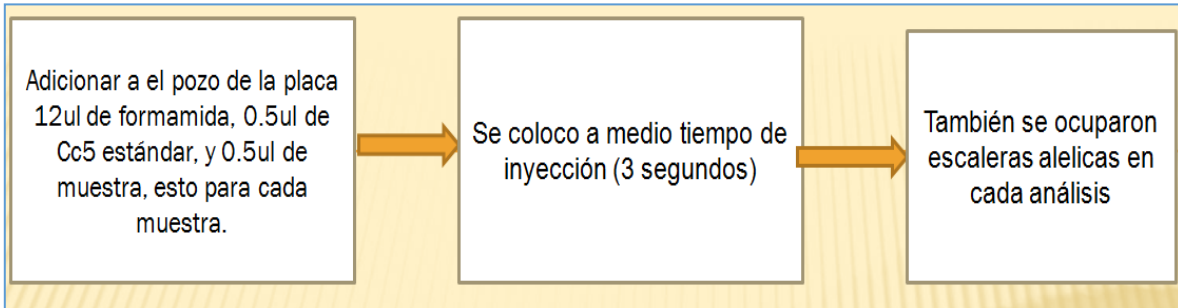 Adicionar a el pozo de la placa
12ul de formamida, 0.5ul de
Cc5 estándar, y 0.5ul de
muestra, esto para cada
muestra.
Se coloco a medio tiempo de
inyección (3 segundos)
También se ocuparon
escaleras alelicas en
cada análisis